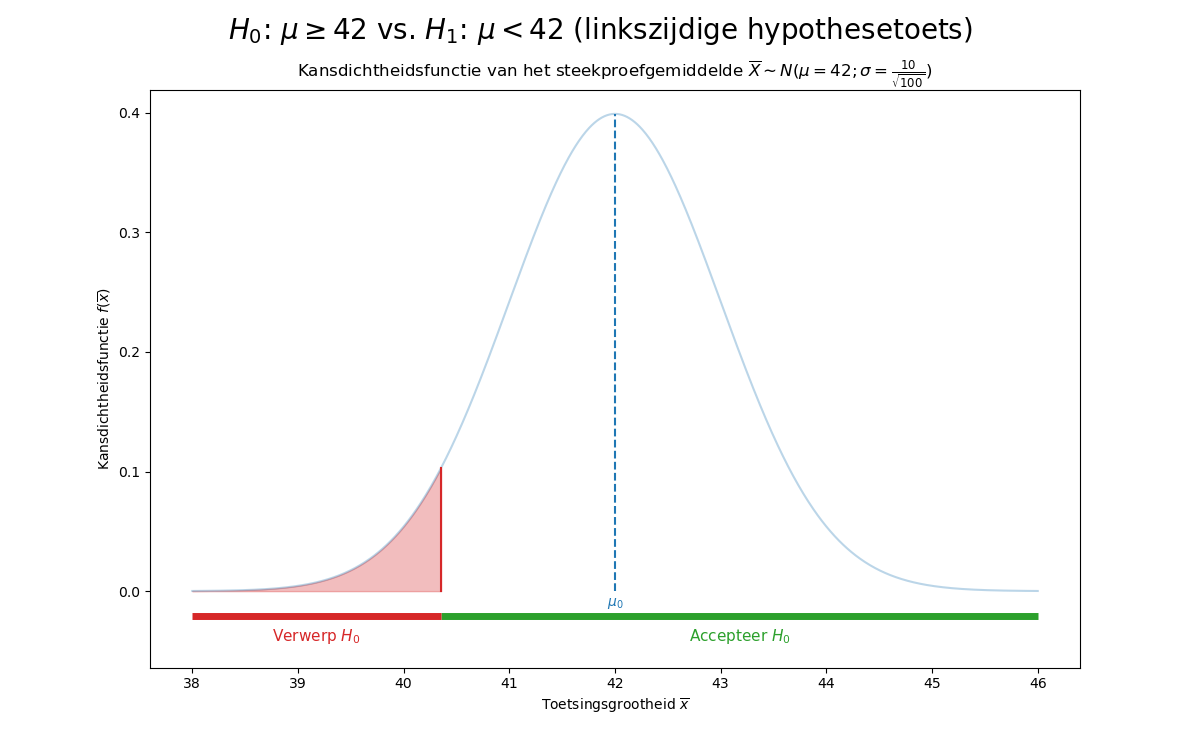 H₀: μ ≥ 42 vs. H₁: μ < 42 (linkszijdige hypothesetoets)
Kansdichtheidsfunctie van het steekproefgemiddelde X̅ ~ N(μ = 42; σ = 10/√100)
Kansdichtheidsfunctie f(x̅)
0.4
0.3
0.2
0.1
0.0
μ₀
Verwerp H₀
Accepteer H₀
38 39 40 41 42 43 44 45 46
Toetsingsgrootheid x̅